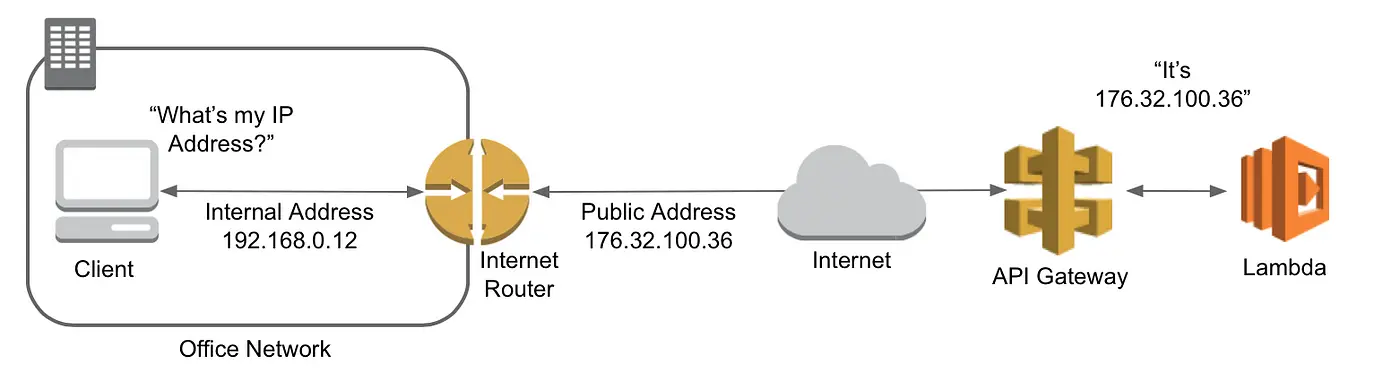 “What’s my IP
Address?”
Internal Address
192.168.0.12
Client
Internet
Router
Office Network
Public Address
176.32.100.36
Internet
“It’s
176.32.100.36”
API Gateway
Lambda